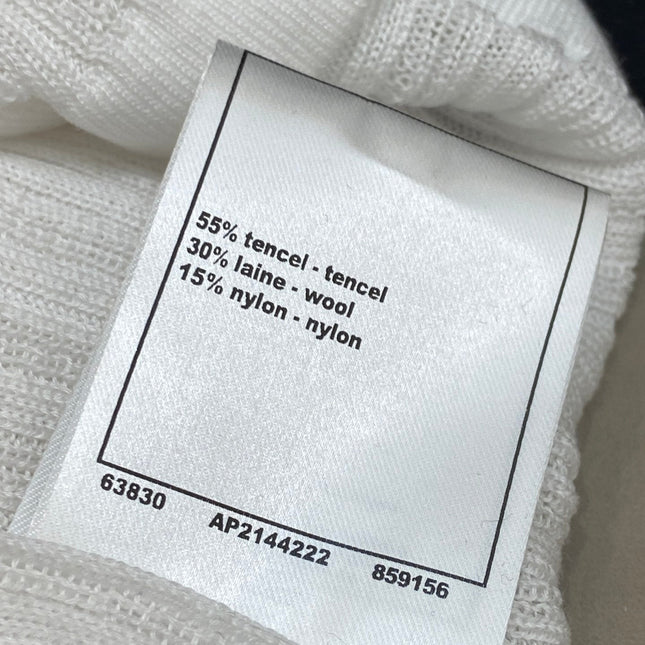 55% tencel - tencel
30% laine - wool
15% nylon - nylon
63830 AP2144222 859156